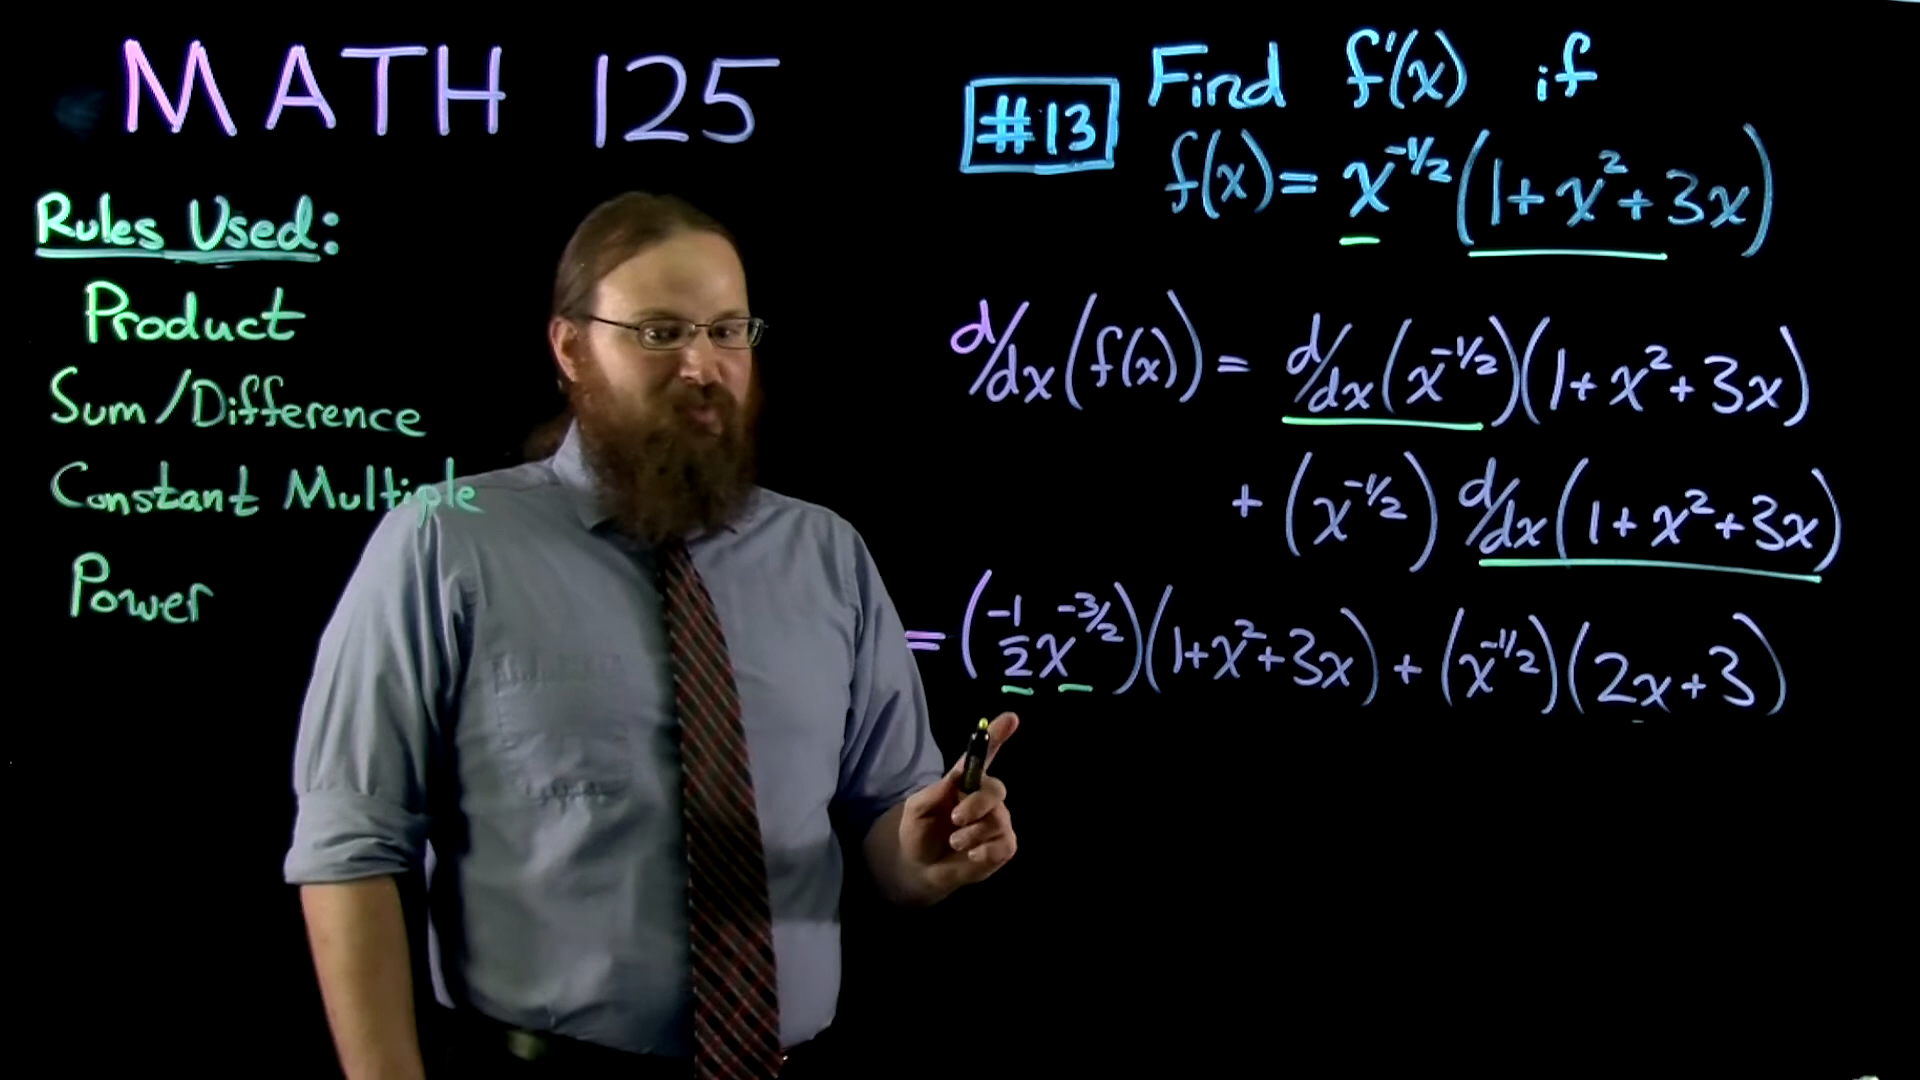 MATH 125
Rules Used:
Product
Sum/Difference
Constant Multiple
Power
#13 Find f'(x) if
f(x) = x^{-1/2}(1+x^2+3x)
d/dx(f(x)) = d/dx(x^{-1/2})(1+x^2+3x)
+ (x^{-1/2}) d/dx(1+x^2+3x)
= (-1/2 x^{-3/2})(1+x^2+3x) + (x^{-1/2})(2x+3)